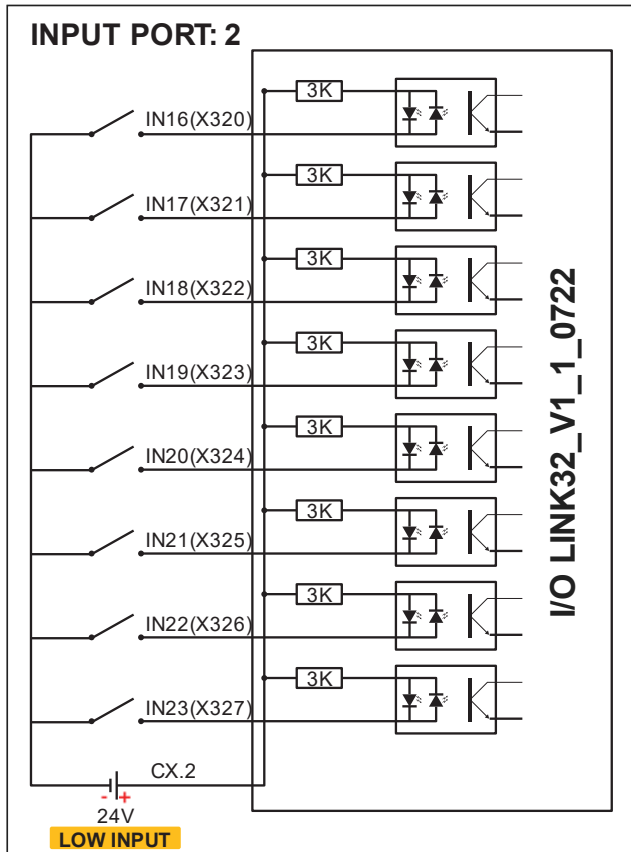 INPUT PORT: 2
3K
IN16(X320)
3K
IN17(X321)
3K
IN18(X322)
3K
IN19(X323)
3K
IN20(X324)
3K
IN21(X325)
3K
IN22(X326)
3K
IN23(X327)
I/O LINK32_V1_1_0722
CX.2
- +
24V
LOW INPUT